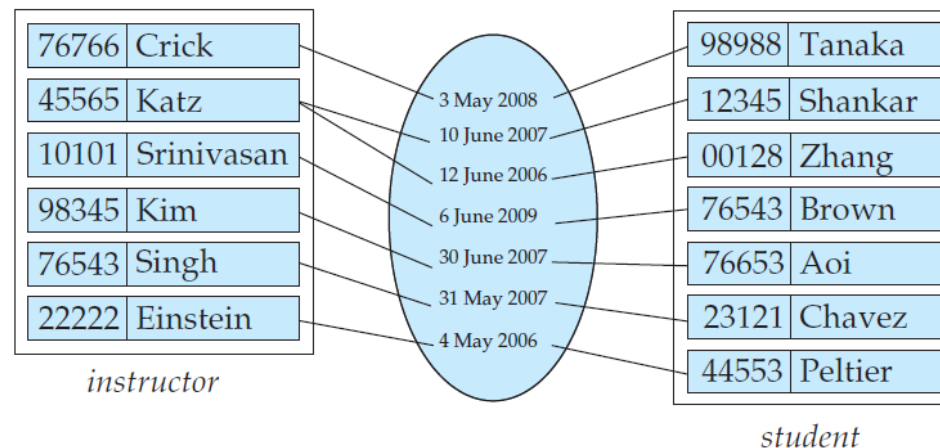 76766 Crick
45565 Katz
10101 Srinivasan
98345 Kim
76543 Singh
22222 Einstein
instructor
3 May 2008
10 June 2007
12 June 2006
6 June 2009
30 June 2007
31 May 2007
4 May 2006
98988 Tanaka
12345 Shankar
00128 Zhang
76543 Brown
76653 Aoi
23121 Chavez
44553 Peltier
student